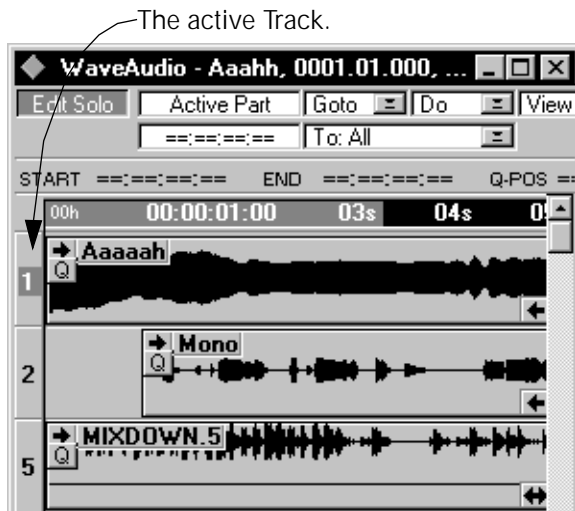 The active Track.
WaveAudio - Aaahh, 0001.01.000, ...
Edit Solo Active Part Goto Do View
==:==:==:== To: All
START ==:==:==:== END ==:==:==:== Q-POS ==
00h 00:00:01:00 03s 04s
1 Aaaaah
Q
2 Mono
Q
5 MIXDOWN.5
Q